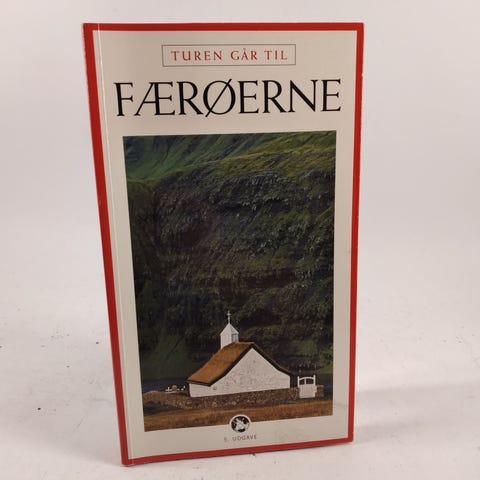 TUREN GÅR TIL
FÆRØERNE
5. UDGAVE